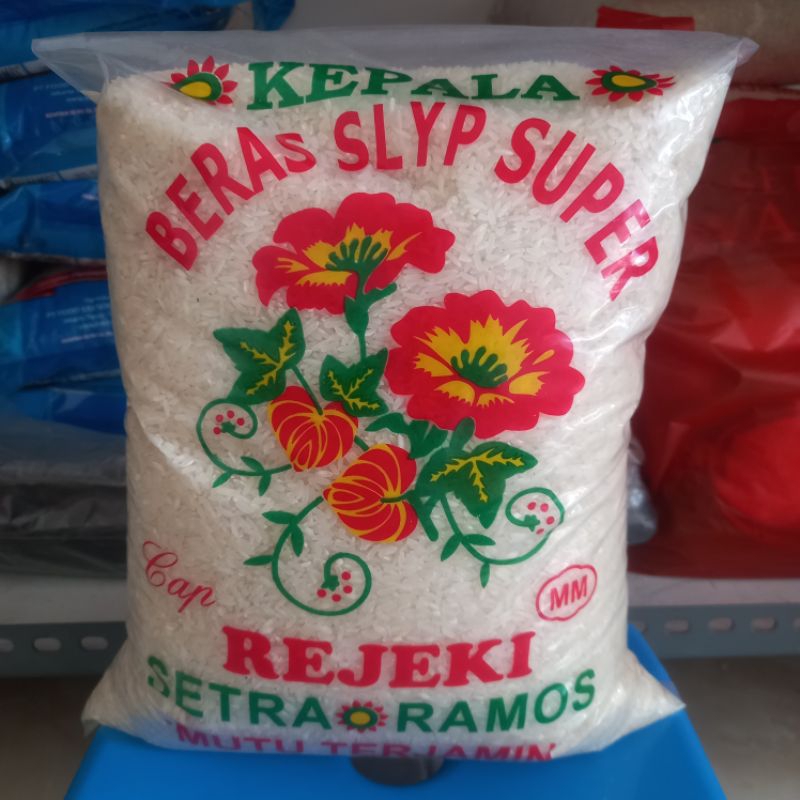 KEPALA
BERAS SLYP SUPER
Cap
MM
REJEKI
SETRA RAMOS
"MUTU TERJAMIN"